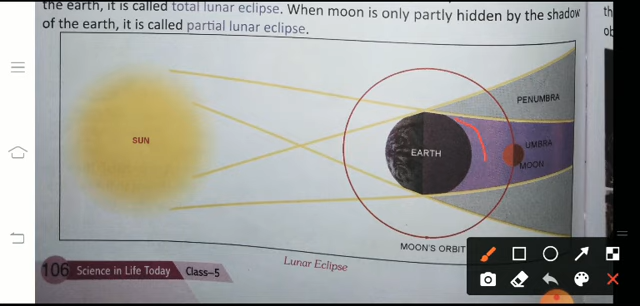 the earth, it is called total lunar eclipse. When moon is only partly hidden by the shadow
of the earth, it is called partial lunar eclipse.
th
ob
PENUMBRA
SUN
EARTH
UMBRA
MOON
MOON'S ORBIT
106 Science in Life Today Class-5
Lunar Eclipse